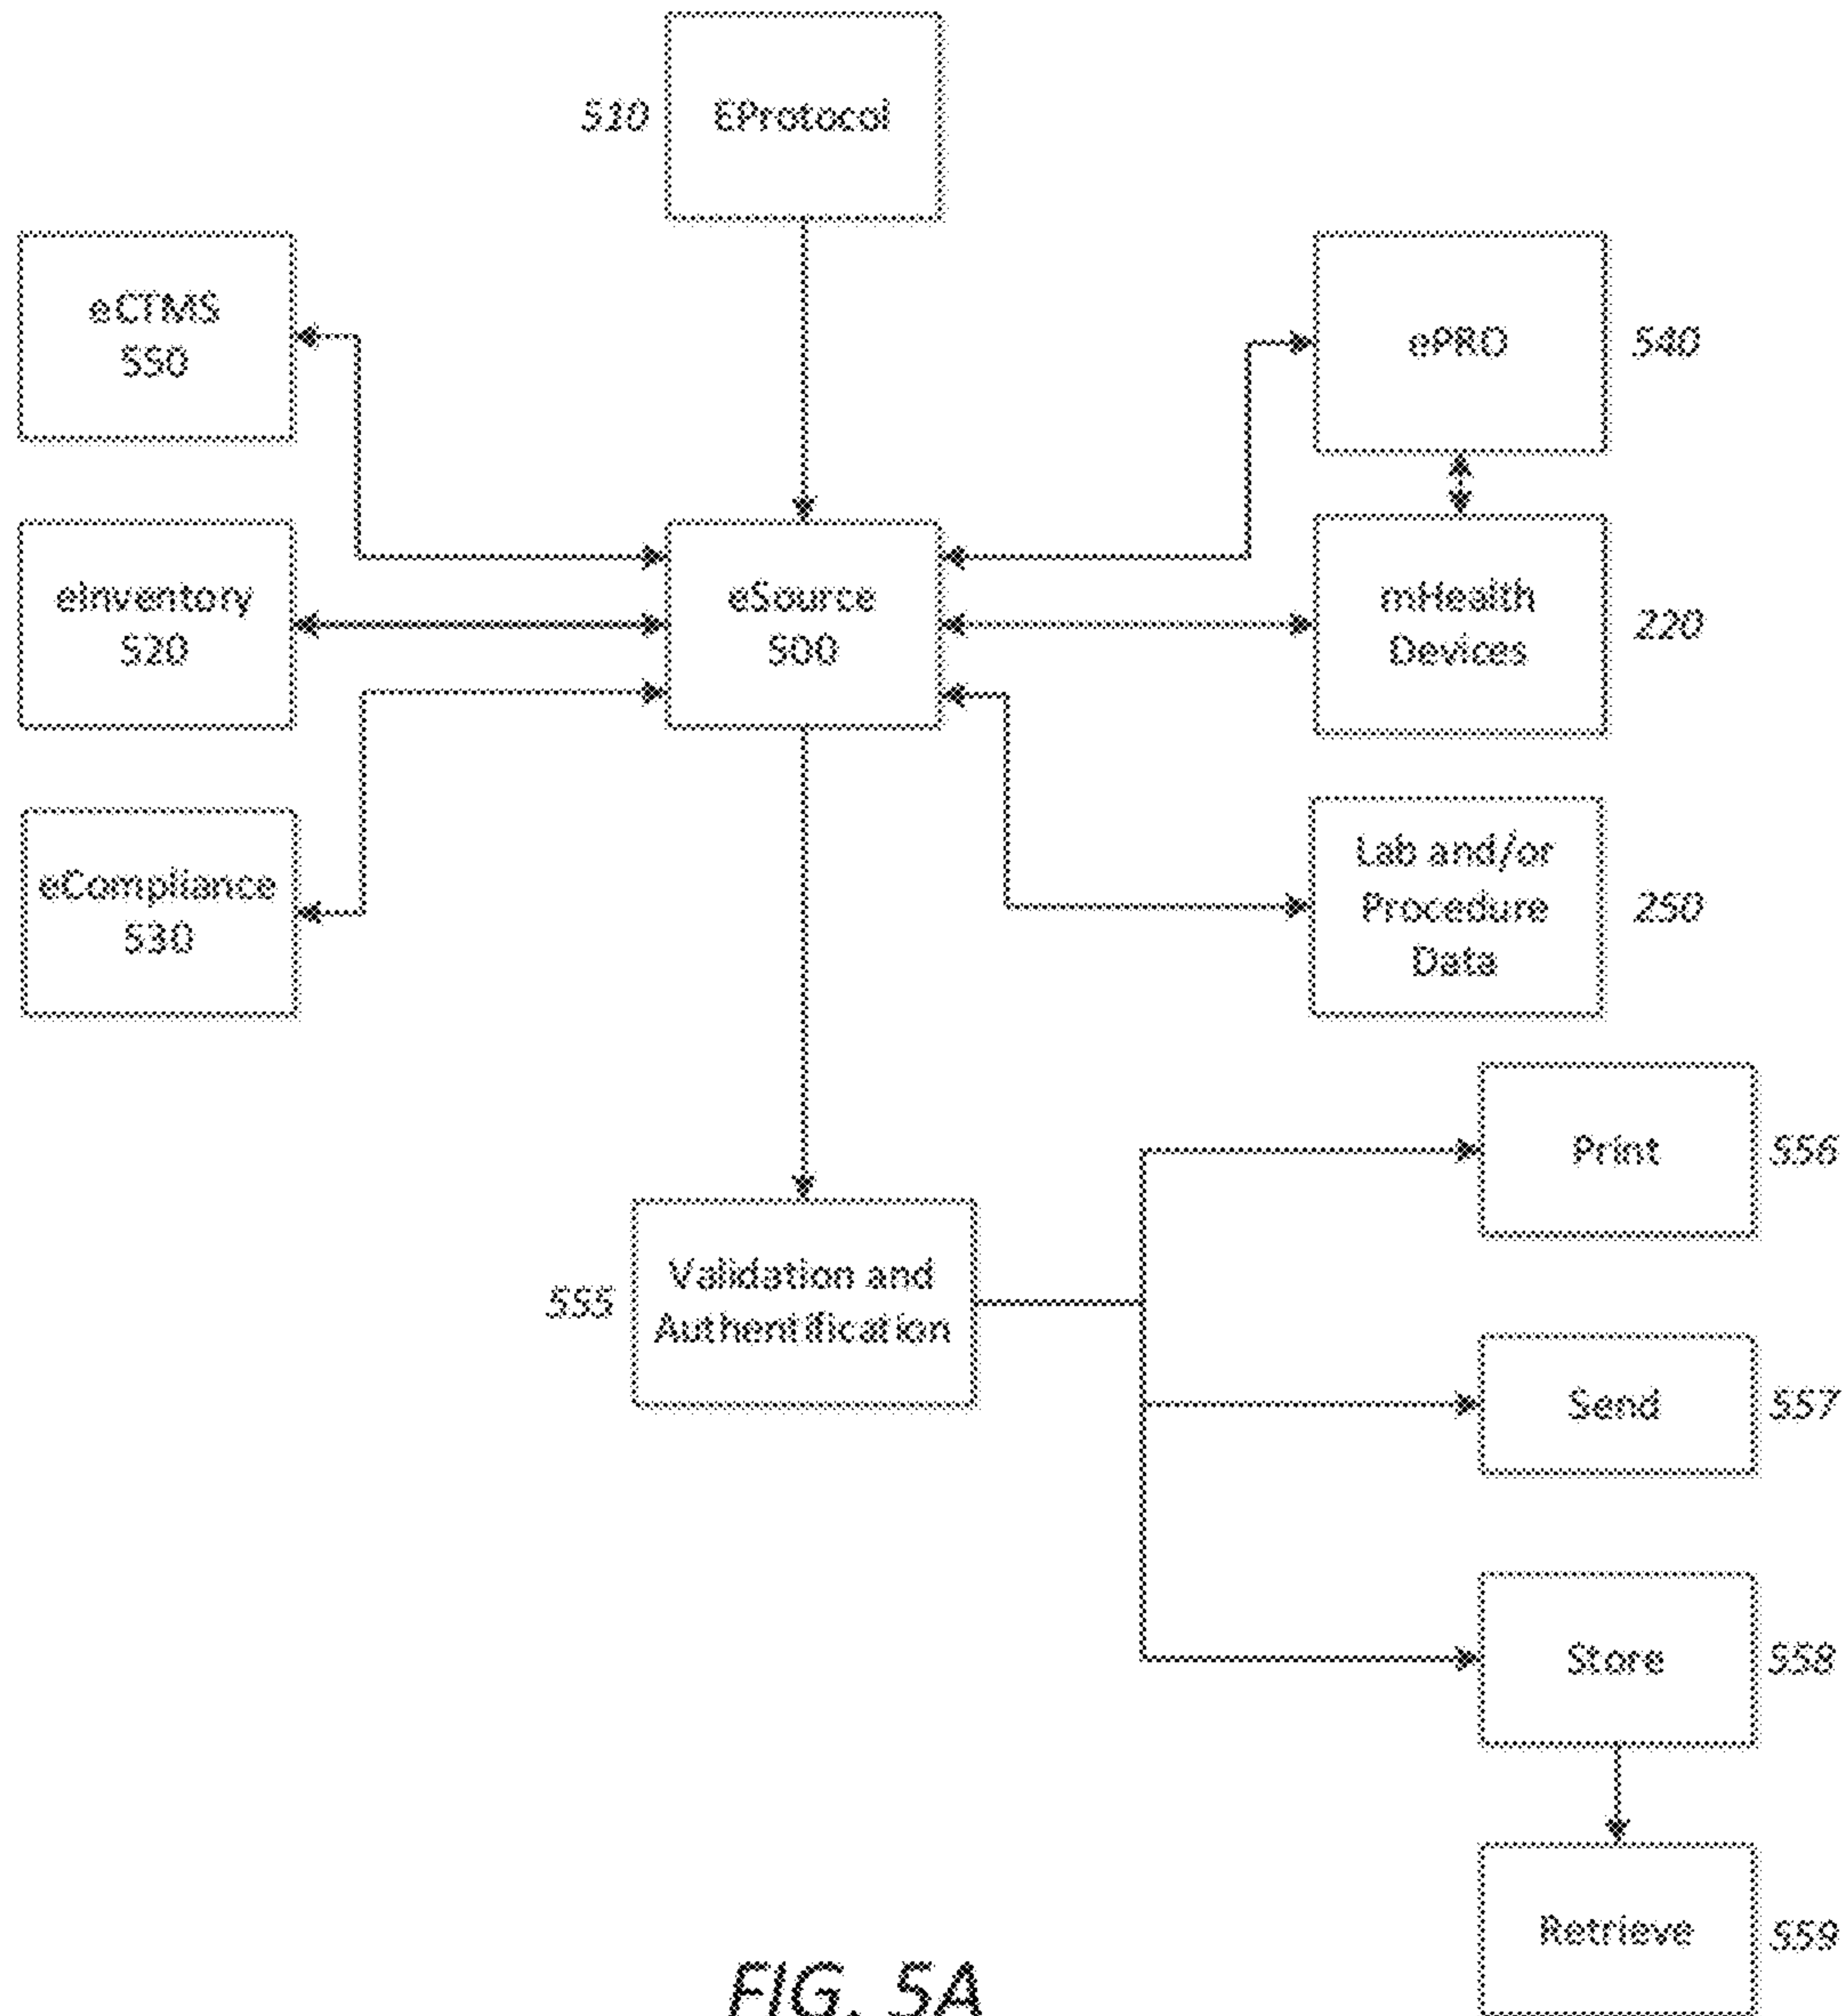 510
EProtocol
eCTMS
550
ePRO
540
eInventory
520
eSource
500
mHealth
Devices
220
eCompliance
530
Lab and/or
Procedure
Data
250
Print
556
555
Validation and
Authentification
Send
557
Store
558
Retrieve
559
FIG. 5A